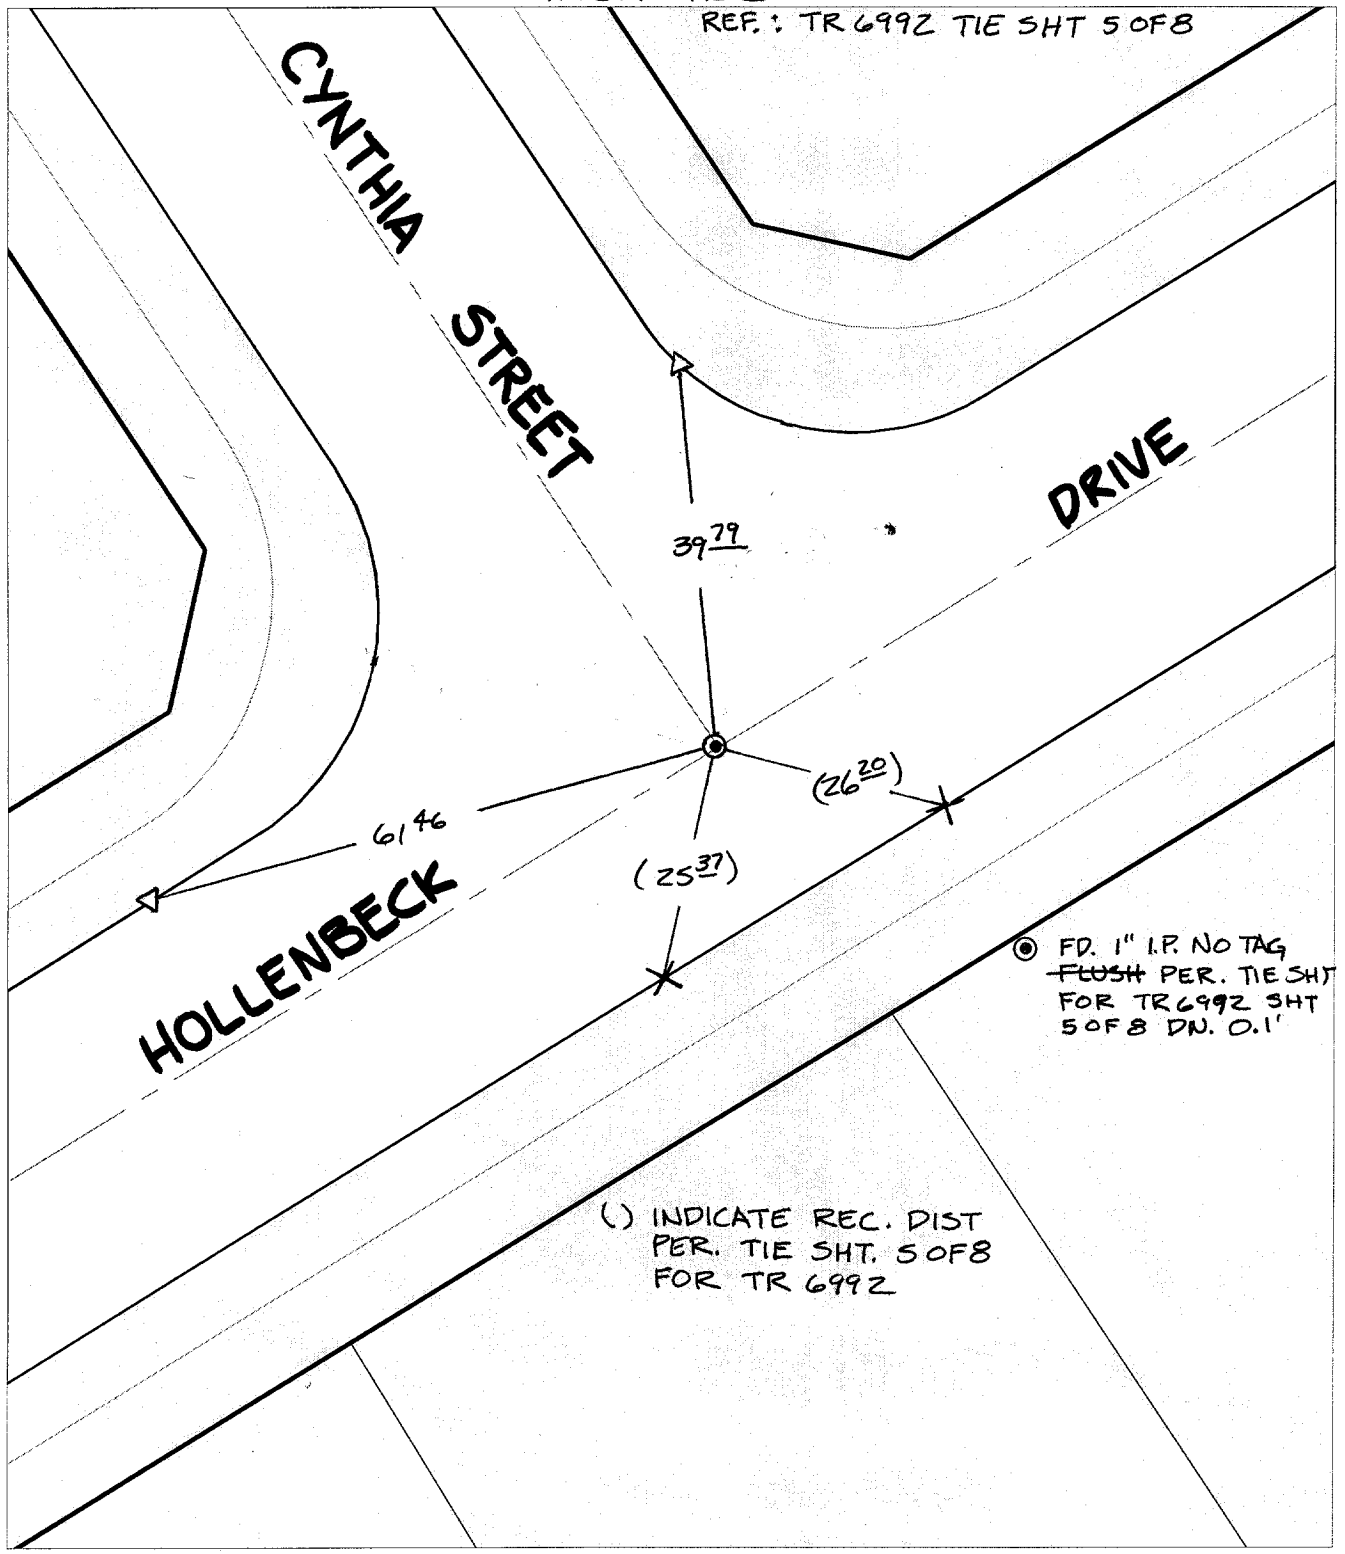 REF.: TR 6992 TIE SHT 5 OF 8
CYNTHIA
STREET
DRIVE
39 79
(26 20)
61 46
(25 37)
HOLLENBECK
FD. 1" I.P. NO TAG
FLUSH PER. TIE SHT
FOR TR 6992 SHT
5 OF 8 DN. 0.1'
() INDICATE REC. DIST
PER. TIE SHT. 5 OF 8
FOR TR 6992